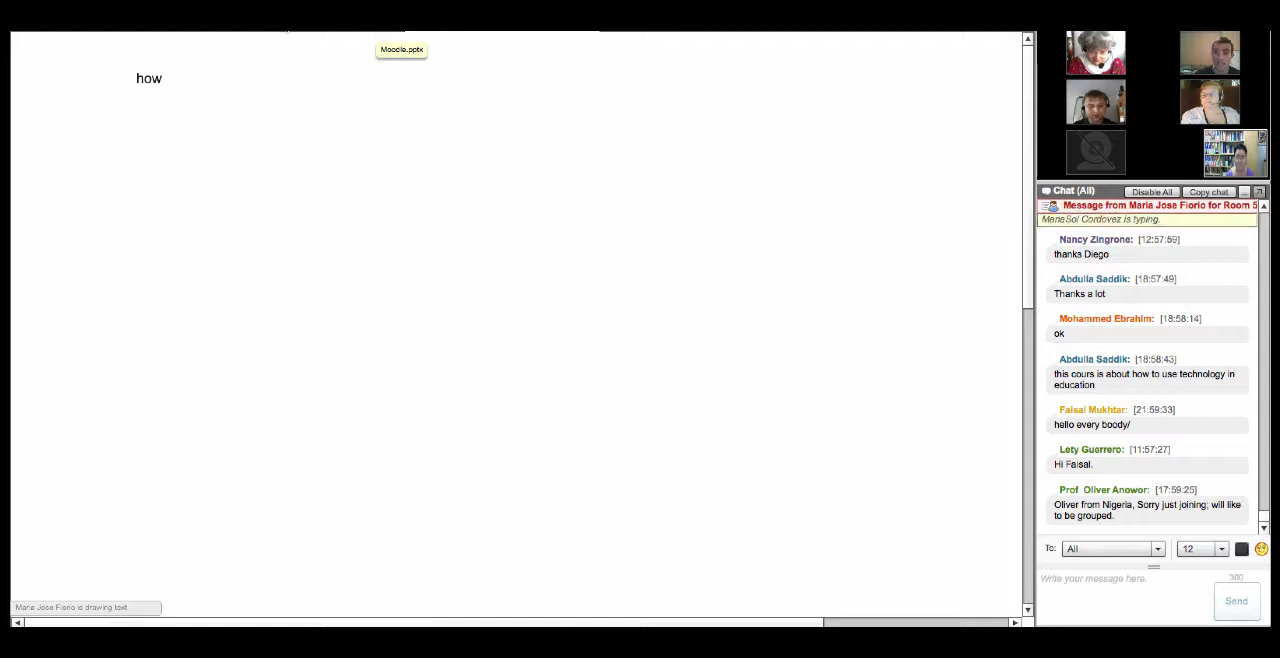 Moodle.pptx
how
Maria Jose Fiorio is drawing text
Chat (All)
Disable All
Copy chat
Message from Maria Jose Fiorio for Room 5
MariaSol Cordovez is typing.
Nancy Zingrone: [12:57:59]
thanks Diego
Abdulla Saddik: [18:57:49]
Thanks a lot
Mohammed Ebrahim: [18:58:14]
ok
Abdulla Saddik: [18:58:43]
this cours is about how to use technology in
education
Faisal Mukhtar: [21:59:33]
hello every boody/
Lety Guerrero: [11:57:27]
Hi Faisal.
Prof Oliver Anowor: [17:59:25]
Oliver from Nigeria, Sorry just joining; will like
to be grouped.
To: All 12
Write your message here.
300
Send